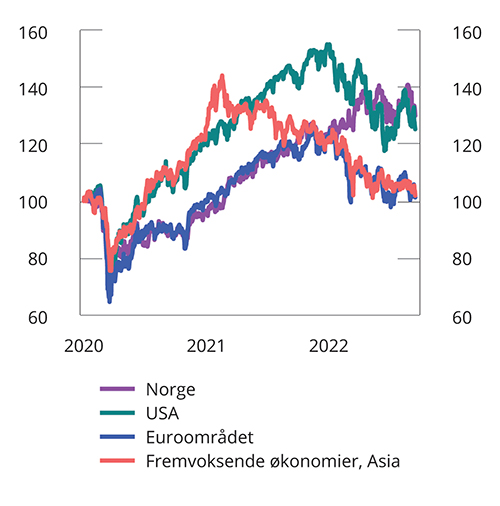 160 160
140 140
120 120
100 100
80 80
60 60
2020 2021 2022
Norge
USA
Euroområdet
Fremvoksende økonomier, Asia